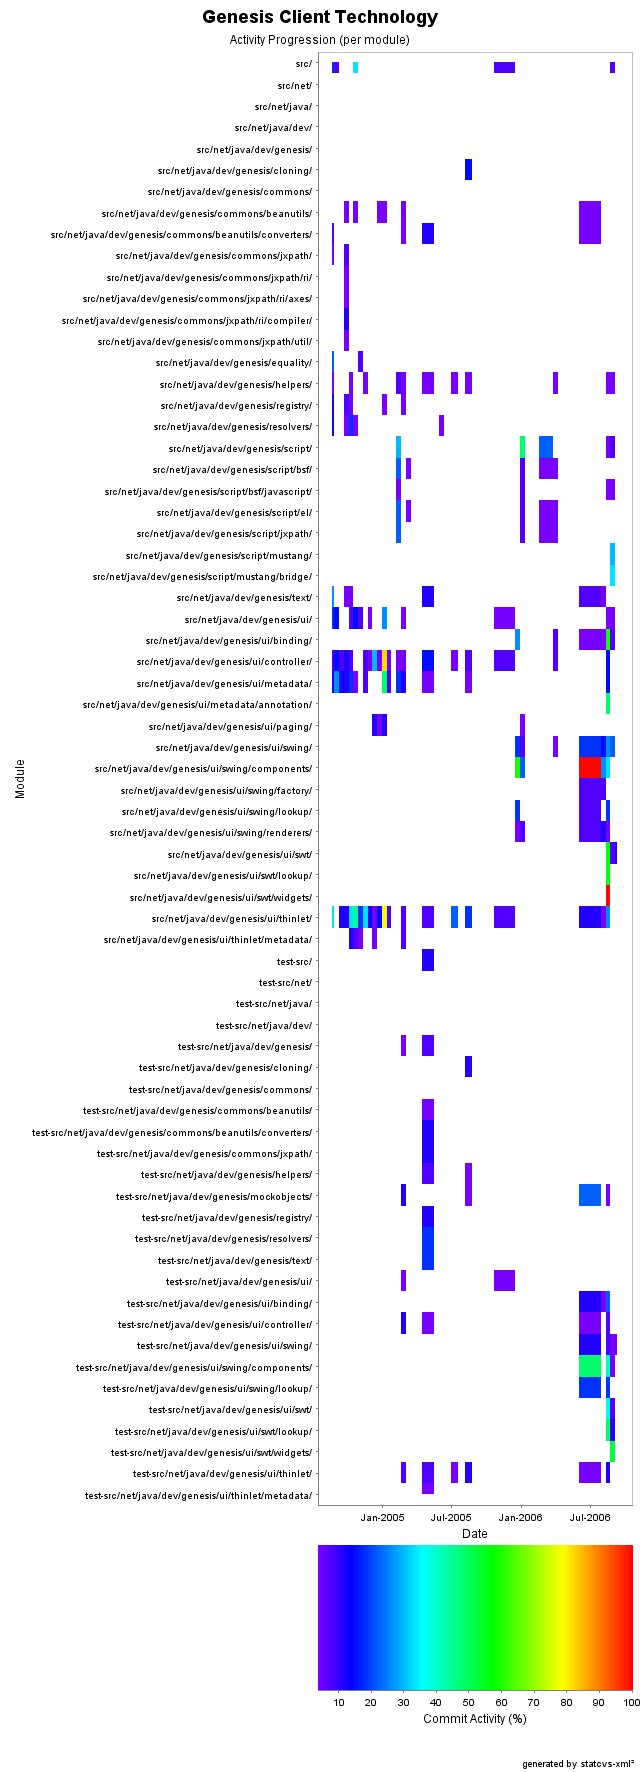 Genesis Client Technology
Activity Progression (per module)
src/
src/net/
src/net/java/
src/net/java/dev/
src/net/java/dev/genesis/
src/net/java/dev/genesis/cloning/
src/net/java/dev/genesis/commons/
src/net/java/dev/genesis/commons/beanutils/
src/net/java/dev/genesis/commons/beanutils/converters/
src/net/java/dev/genesis/commons/jxpath/
src/net/java/dev/genesis/commons/jxpath/ri/
src/net/java/dev/genesis/commons/jxpath/ri/axes/
src/net/java/dev/genesis/commons/jxpath/ri/compiler/
src/net/java/dev/genesis/commons/jxpath/util/
src/net/java/dev/genesis/equality/
src/net/java/dev/genesis/helpers/
src/net/java/dev/genesis/registry/
src/net/java/dev/genesis/resolvers/
src/net/java/dev/genesis/script/
src/net/java/dev/genesis/script/bsf/
src/net/java/dev/genesis/script/bsf/javascript/
src/net/java/dev/genesis/script/el/
src/net/java/dev/genesis/script/jxpath/
src/net/java/dev/genesis/script/mustang/
src/net/java/dev/genesis/script/mustang/bridge/
src/net/java/dev/genesis/text/
src/net/java/dev/genesis/ui/
src/net/java/dev/genesis/ui/binding/
src/net/java/dev/genesis/ui/controller/
src/net/java/dev/genesis/ui/metadata/
src/net/java/dev/genesis/ui/metadata/annotation/
src/net/java/dev/genesis/ui/paging/
src/net/java/dev/genesis/ui/swing/
src/net/java/dev/genesis/ui/swing/components/
src/net/java/dev/genesis/ui/swing/factory/
src/net/java/dev/genesis/ui/swing/lookup/
src/net/java/dev/genesis/ui/swing/renderers/
src/net/java/dev/genesis/ui/swt/
src/net/java/dev/genesis/ui/swt/lookup/
src/net/java/dev/genesis/ui/swt/widgets/
src/net/java/dev/genesis/ui/thinlet/
src/net/java/dev/genesis/ui/thinlet/metadata/
test-src/
test-src/net/
test-src/net/java/
test-src/net/java/dev/
test-src/net/java/dev/genesis/
test-src/net/java/dev/genesis/cloning/
test-src/net/java/dev/genesis/commons/
test-src/net/java/dev/genesis/commons/beanutils/
test-src/net/java/dev/genesis/commons/beanutils/converters/
test-src/net/java/dev/genesis/commons/jxpath/
test-src/net/java/dev/genesis/helpers/
test-src/net/java/dev/genesis/mockobjects/
test-src/net/java/dev/genesis/registry/
test-src/net/java/dev/genesis/resolvers/
test-src/net/java/dev/genesis/text/
test-src/net/java/dev/genesis/ui/
test-src/net/java/dev/genesis/ui/binding/
test-src/net/java/dev/genesis/ui/controller/
test-src/net/java/dev/genesis/ui/swing/
test-src/net/java/dev/genesis/ui/swing/components/
test-src/net/java/dev/genesis/ui/swing/lookup/
test-src/net/java/dev/genesis/ui/swt/
test-src/net/java/dev/genesis/ui/swt/lookup/
test-src/net/java/dev/genesis/ui/swt/widgets/
test-src/net/java/dev/genesis/ui/thinlet/
test-src/net/java/dev/genesis/ui/thinlet/metadata/
Module
Jan-2005 Jul-2005 Jan-2006 Jul-2006
Date
10 20 30 40 50 60 70 80 90 100
Commit Activity (%)
generated by statcvs-xml²